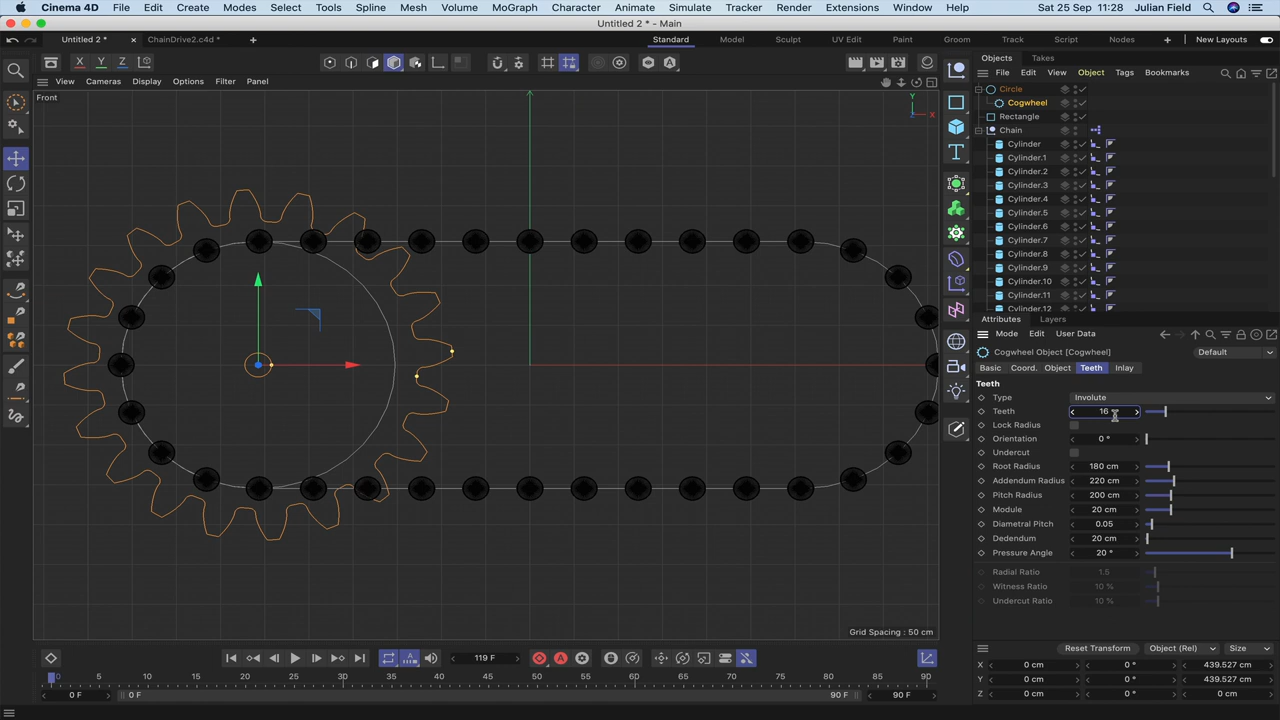 Cinema 4D File Edit Create Modes Select Tools Spline Mesh Volume MoGraph Character Animate Simulate Tracker Render Extensions Window Help Sat 25 Sep 11:28 Julian Field
Untitled 2 * - Main
Untitled 2 * × ChainDrive2.c4d * + Standard Model Sculpt UV Edit Paint Groom Track Script Nodes + New Layouts
X Y Z
Objects Takes
View Cameras Display Options Filter Panel
File Edit View Object Tags Bookmarks
Front
Y
X
Circle
Cogwheel
Rectangle
Chain
Cylinder
Cylinder.1
Cylinder.2
Cylinder.3
Cylinder.4
Cylinder.5
Cylinder.6
Cylinder.7
Cylinder.8
Cylinder.9
Cylinder.10
Cylinder.11
Cylinder.12
Attributes Layers
Mode Edit User Data
Cogwheel Object [Cogwheel] Default
Basic Coord. Object Teeth Inlay
Teeth
Type Involute
Teeth 16
Lock Radius
Orientation 0 °
Undercut
Root Radius 180 cm
Addendum Radius 220 cm
Pitch Radius 200 cm
Module 20 cm
Diametral Pitch 0.05
Dedendum 20 cm
Pressure Angle 20 °
Radial Ratio 1.5
Witness Ratio 10 %
Undercut Ratio 10 %
Grid Spacing : 50 cm
Reset Transform Object (Rel) Size
X 0 cm 0 ° 439.527 cm
Y 0 cm 0 ° 439.527 cm
Z 0 cm 0 ° 0 cm
119 F
0 5 10 15 20 25 30 35 40 45 50 55 60 65 70 75 80 85 90
0 F 0 F 90 F 90 F